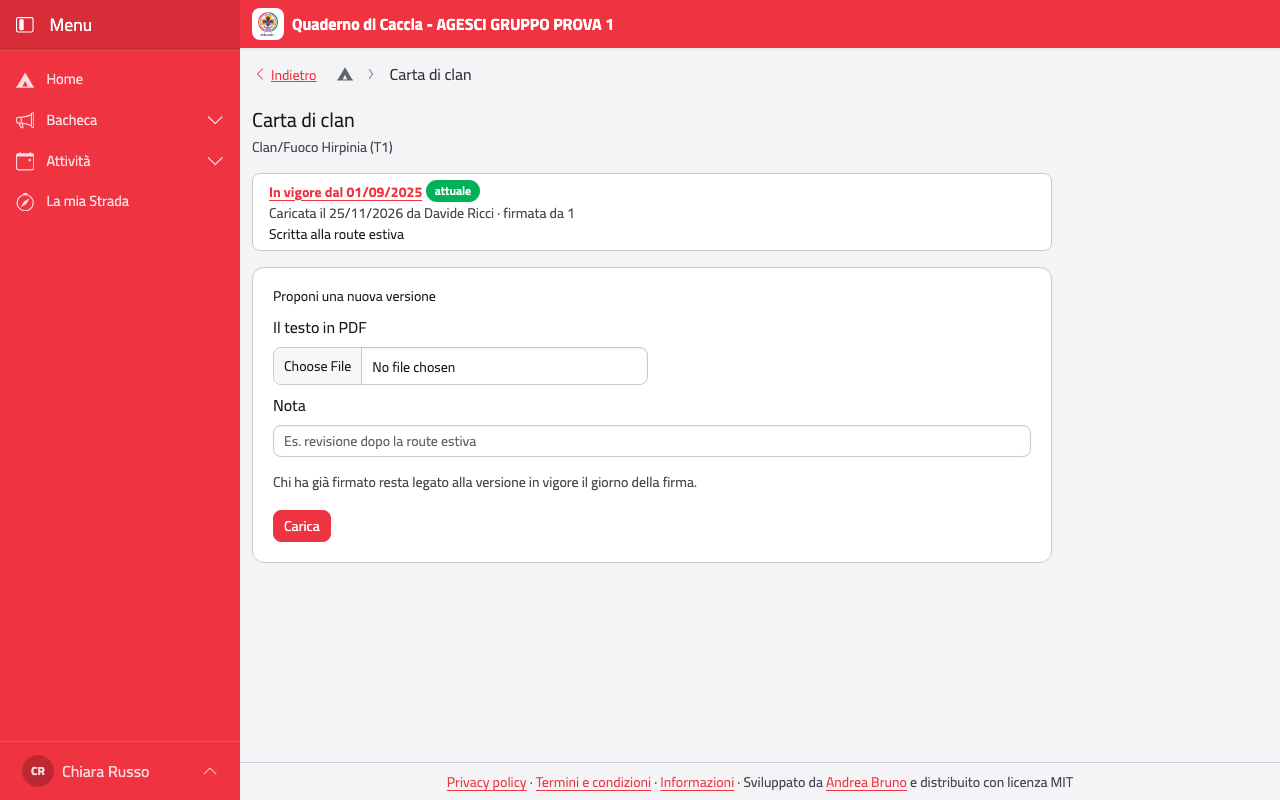 Menu
Quaderno di Caccia - AGESCI GRUPPO PROVA 1
Home
Bacheca
Attività
La mia Strada
Indietro
Carta di clan
Carta di clan
Clan/Fuoco Hirpinia (T1)
In vigore dal 01/09/2025 attuale
Caricata il 25/11/2026 da Davide Ricci · firmata da 1
Scritta alla route estiva
Proponi una nuova versione
Il testo in PDF
Choose File No file chosen
Nota
Es. revisione dopo la route estiva
Chi ha già firmato resta legato alla versione in vigore il giorno della firma.
Carica
CR Chiara Russo
Privacy policy · Termini e condizioni · Informazioni · Sviluppato da Andrea Bruno e distribuito con licenza MIT